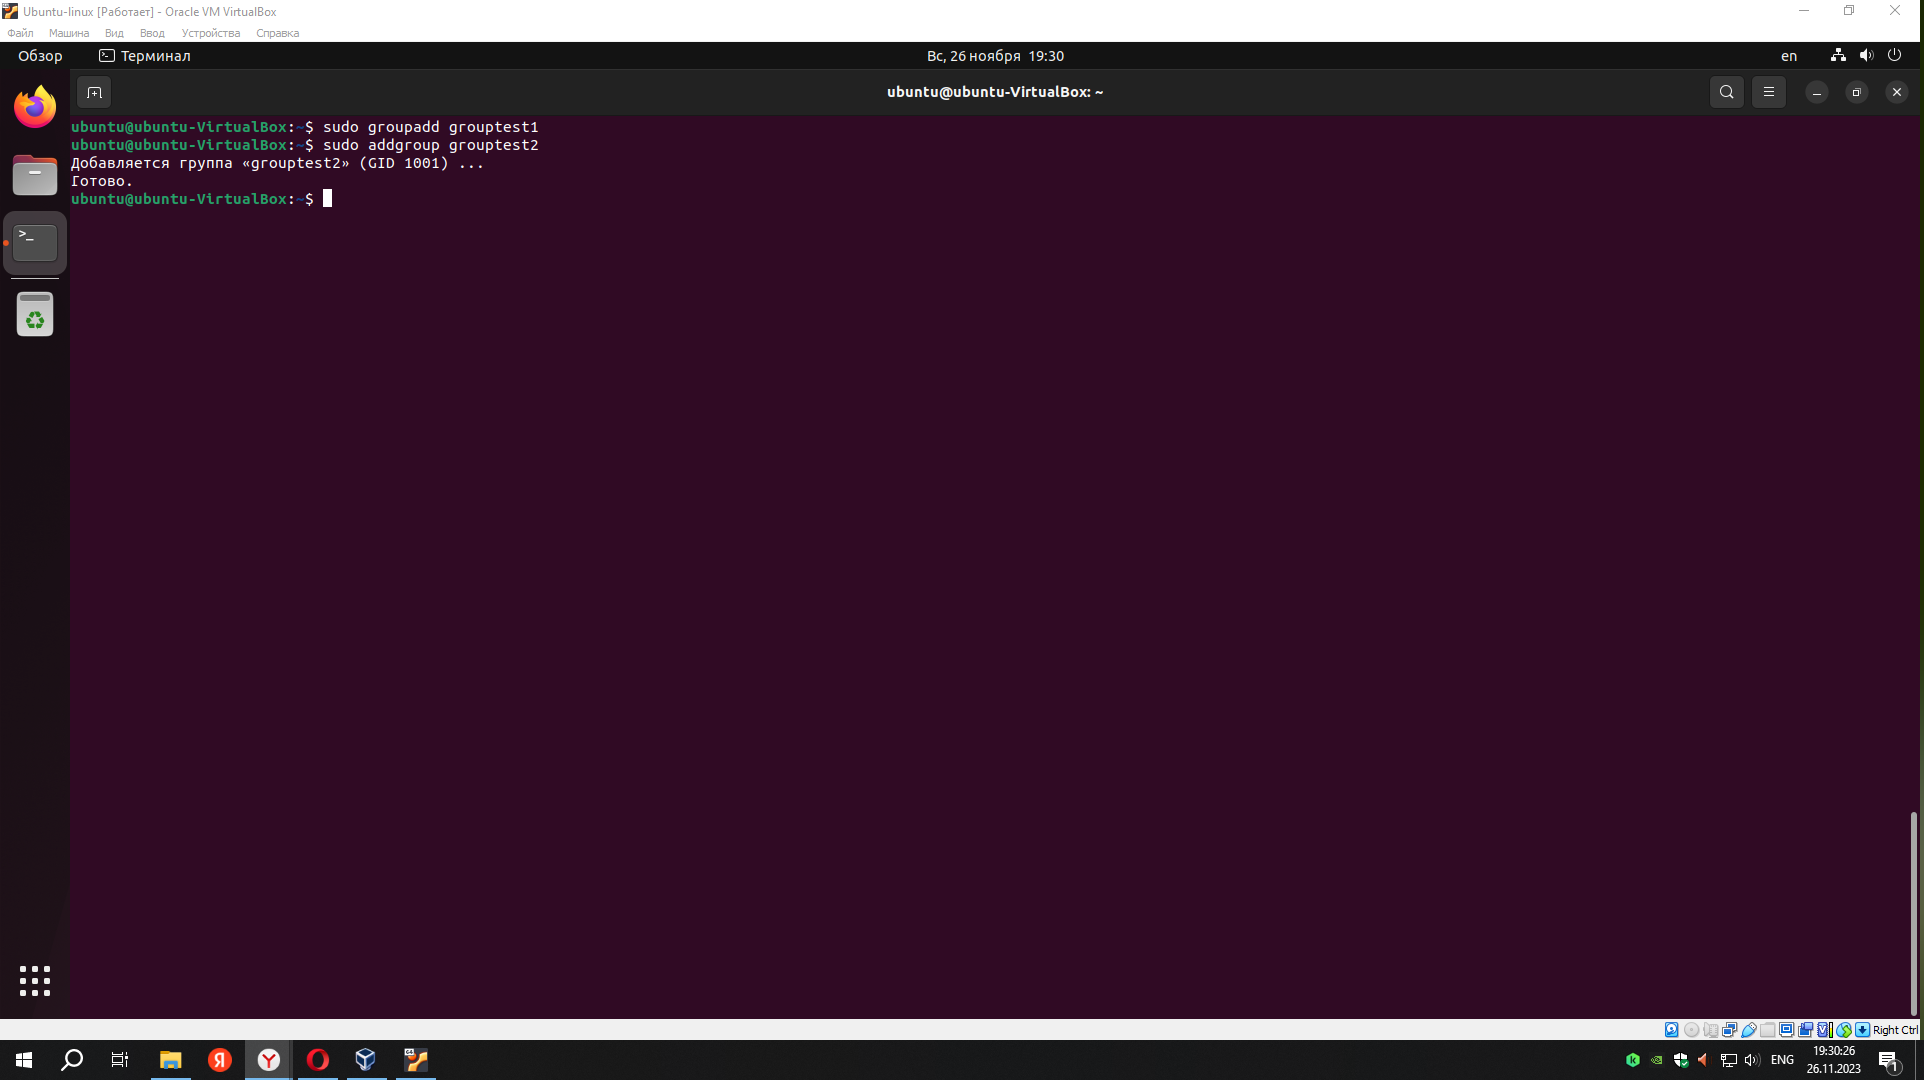 Ubuntu-linux [Работает] - Oracle VM VirtualBox
Файл Машина Вид Ввод Устройства Справка
Обзор Терминал Вс, 26 ноября 19:30 en
ubuntu@ubuntu-VirtualBox: ~
ubuntu@ubuntu-VirtualBox:~$ sudo groupadd grouptest1
ubuntu@ubuntu-VirtualBox:~$ sudo addgroup grouptest2
Добавляется группа «grouptest2» (GID 1001) ...
Готово.
ubuntu@ubuntu-VirtualBox:~$
Right Ctrl
ENG 19:30:26
26.11.2023
1